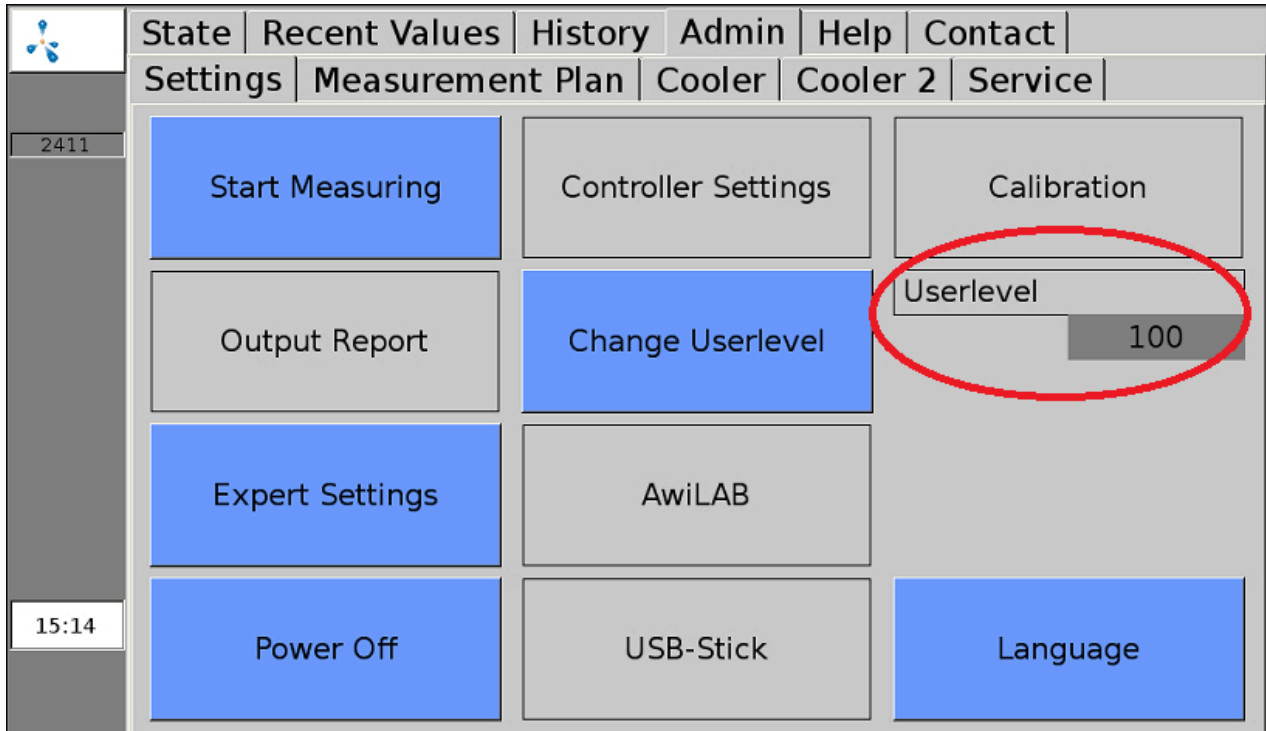 State Recent Values History Admin Help Contact
Settings Measurement Plan Cooler Cooler 2 Service
2411
Start Measuring Controller Settings Calibration
Userlevel
100
Output Report Change Userlevel
Expert Settings AwiLAB
15:14
Power Off USB-Stick Language